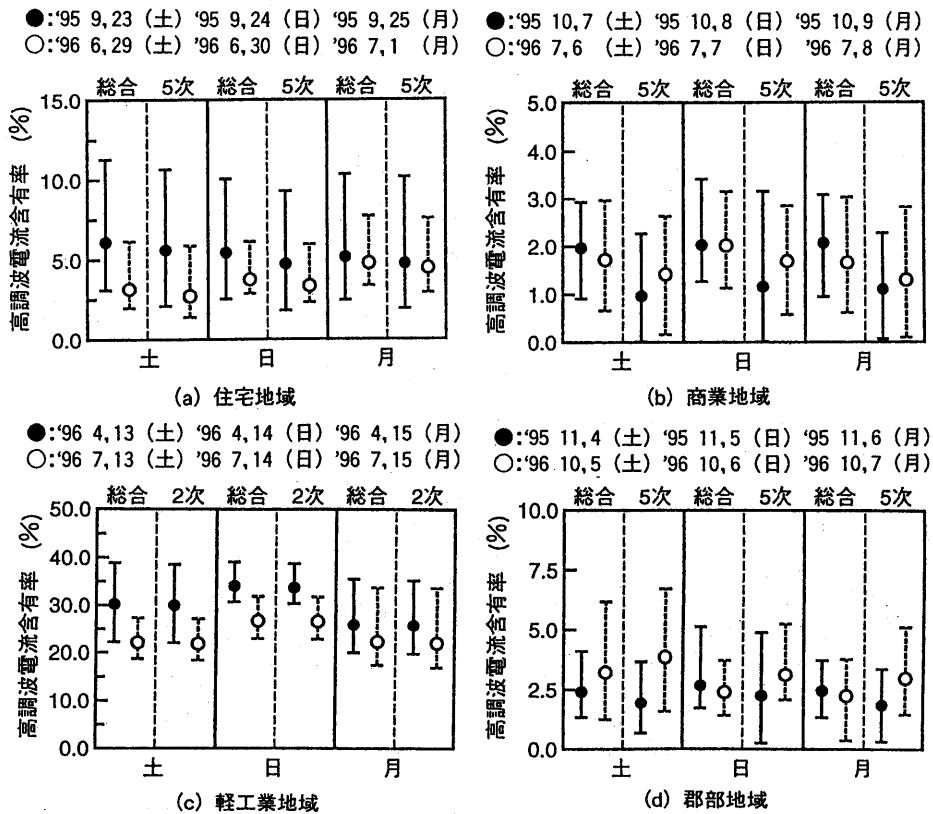 ●:'95 9,23（土）'95 9,24（日）'95 9,25（月）
○:'96 6,29（土）'96 6,30（日）'96 7,1（月）
総合 5次 総合 5次 総合 5次
高調波電流含有率 (%)
15.0
10.0
5.0
0.0
土 日 月
(a) 住宅地域
●:'95 10,7（土）'95 10,8（日）'95 10,9（月）
○:'96 7,6（土）'96 7,7（日）'96 7,8（月）
総合 5次 総合 5次 総合 5次
高調波電流含有率 (%)
5.0
4.0
3.0
2.0
1.0
0.0
土 日 月
(b) 商業地域
●:'96 4,13（土）'96 4,14（日）'96 4,15（月）
○:'96 7,13（土）'96 7,14（日）'96 7,15（月）
総合 2次 総合 2次 総合 2次
高調波電流含有率 (%)
50.0
40.0
30.0
20.0
10.0
0.0
土 日 月
(c) 軽工業地域
●:'95 11,4（土）'95 11,5（日）'95 11,6（月）
○:'96 10,5（土）'96 10,6（日）'96 10,7（月）
総合 5次 総合 5次 総合 5次
高調波電流含有率 (%)
10.0
7.5
5.0
2.5
0.0
土 日 月
(d) 郡部地域